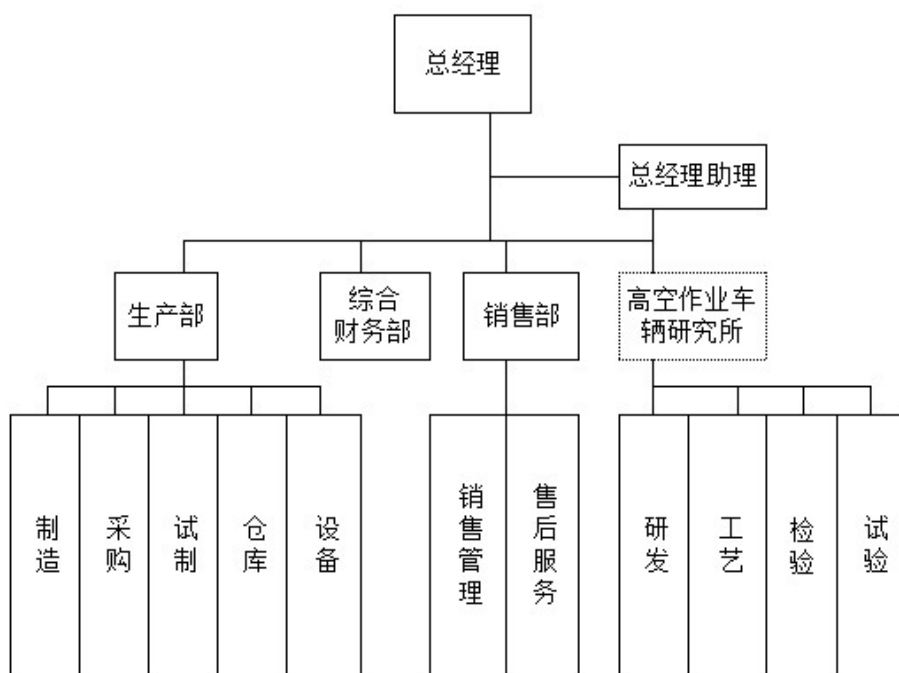 总经理
总经理助理
生产部
综合
财务部
销售部
高空作业车
辆研究所
制造
采购
试制
仓库
设备
销售管理
售后服务
研发
工艺
检验
试验